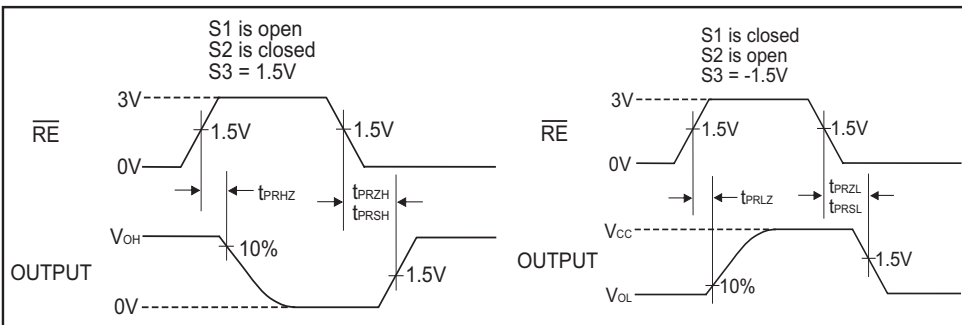 S1 is open
S2 is closed
S3 = 1.5V
3V
RE
1.5V
1.5V
0V
tPRHZ
tPRZH
tPRSH
VOH
10%
OUTPUT
1.5V
0V
S1 is closed
S2 is open
S3 = -1.5V
3V
RE
1.5V
1.5V
0V
tPRLZ
tPRZL
tPRSL
VCC
OUTPUT
1.5V
10%
VOL